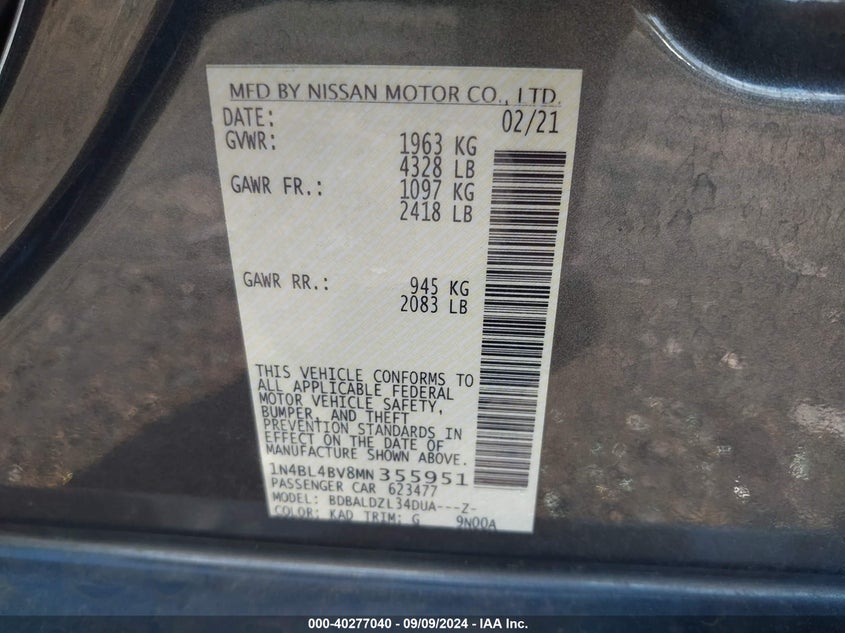 MFD BY NISSAN MOTOR CO., LTD.
DATE: 02/21
GVWR: 1963 KG
4328 LB
GAWR FR.: 1097 KG
2418 LB
GAWR RR.: 945 KG
2083 LB
THIS VEHICLE CONFORMS TO
ALL APPLICABLE FEDERAL
MOTOR VEHICLE SAFETY,
BUMPER, AND THEFT
PREVENTION STANDARDS IN
EFFECT ON THE DATE OF
MANUFACTURE SHOWN ABOVE.
1N4BL4BV8MN355951
PASSENGER CAR 623477
MODEL: BDBALDZL34DUA---Z-
COLOR: KAD TRIM: G 9N00A
000-40277040 - 09/09/2024 - IAA Inc.